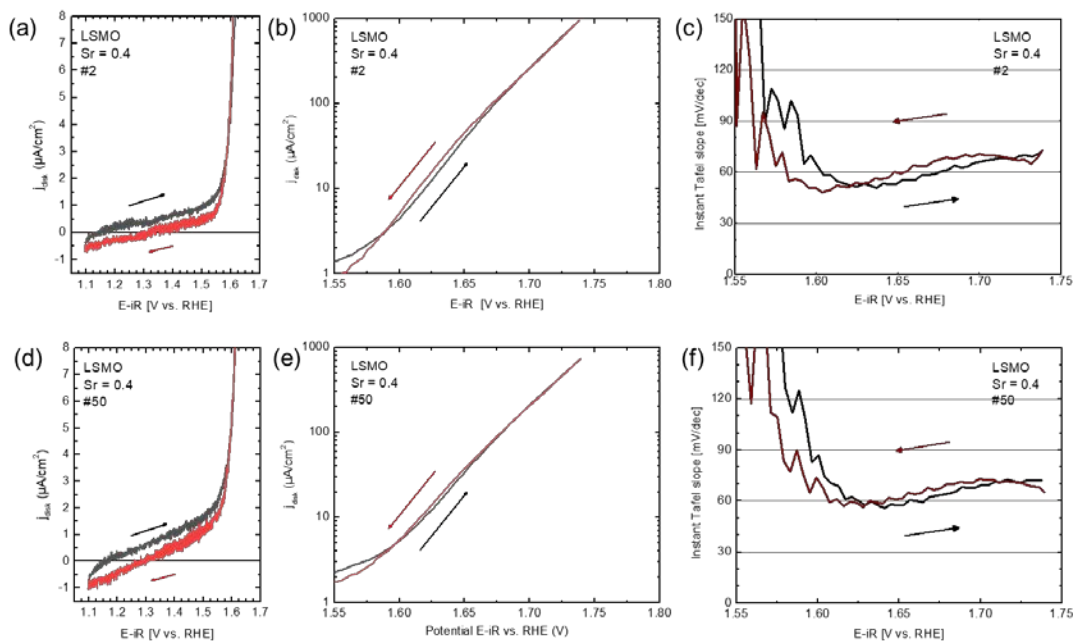 (a)
LSMO
Sr = 0.4
#2
8
7
6
5
4
3
2
1
0
-1
j_disk (µA/cm²)
1.1 1.2 1.3 1.4 1.5 1.6 1.7
E-iR [V vs. RHE]
(b)
LSMO
Sr = 0.4
#2
1000
100
10
1
j_disk (µA/cm²)
1.55 1.60 1.65 1.70 1.75 1.80
E-iR [V vs. RHE]
(c)
LSMO
Sr = 0.4
#2
150
120
90
60
30
0
Instant Tafel slope [mV/dec]
1.55 1.60 1.65 1.70 1.75
E-iR [V vs. RHE]
(d)
LSMO
Sr = 0.4
#50
8
7
6
5
4
3
2
1
0
-1
j_disk (µA/cm²)
1.1 1.2 1.3 1.4 1.5 1.6 1.7
E-iR [V vs. RHE]
(e)
LSMO
Sr = 0.4
#50
1000
100
10
1
j_disk (µA/cm²)
1.55 1.60 1.65 1.70 1.75 1.80
Potential E-iR vs. RHE (V)
(f)
LSMO
Sr = 0.4
#50
150
120
90
60
30
0
Instant Tafel slope [mV/dec]
1.55 1.60 1.65 1.70 1.75
E-iR [V vs. RHE]